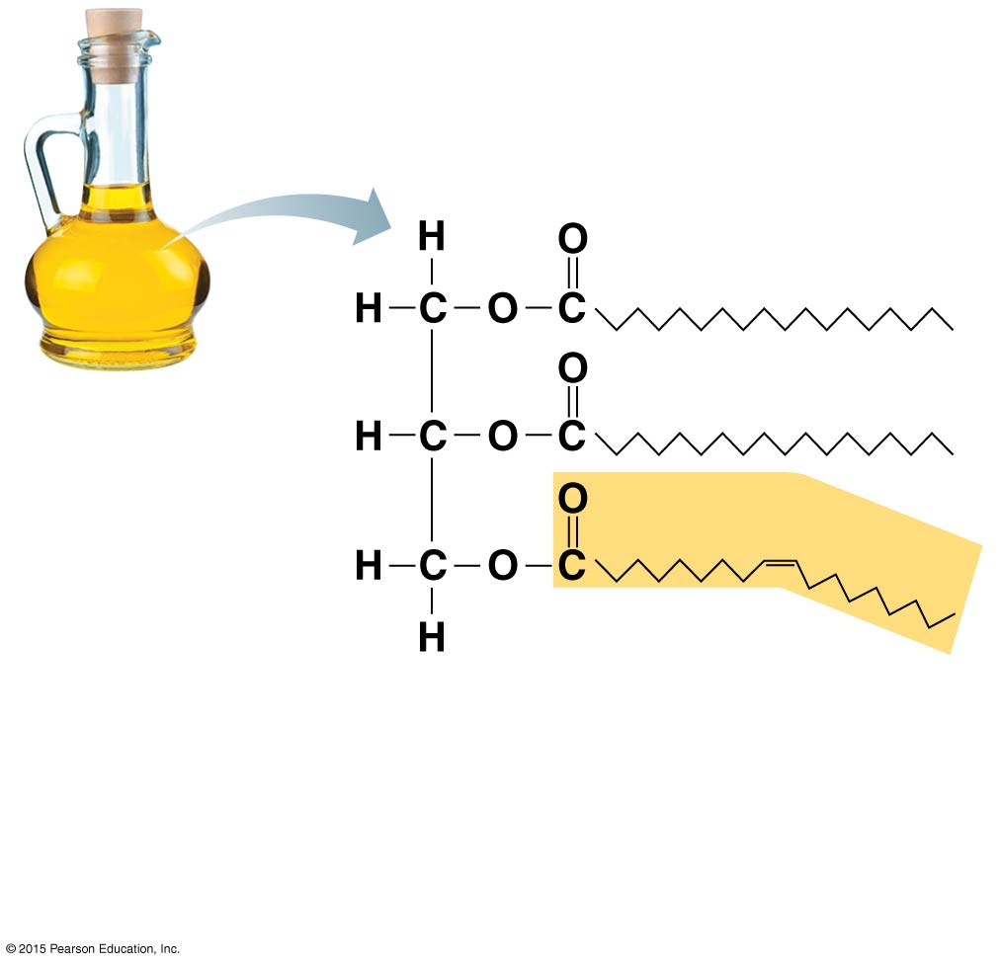 H O
H C O C
O
H C O C
O
H C O C
H
© 2015 Pearson Education, Inc.